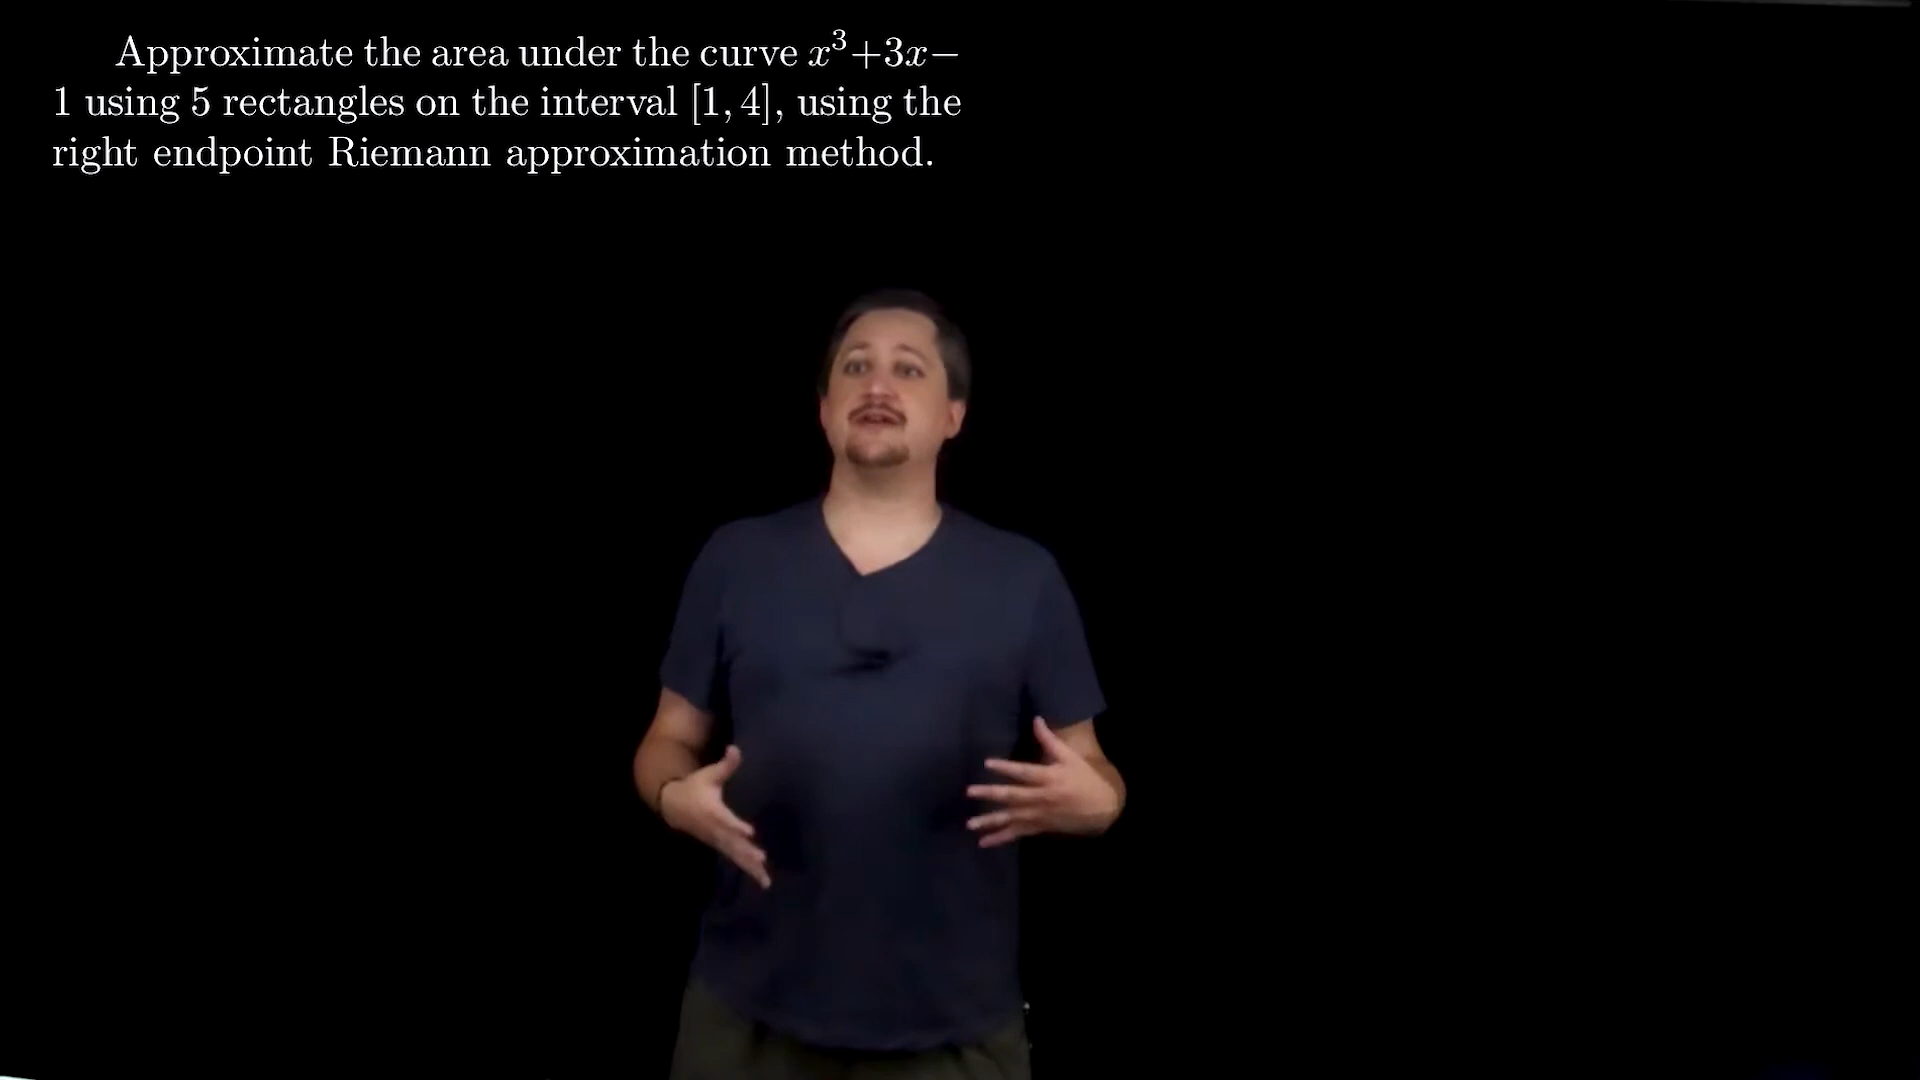 Approximate the area under the curve x³+3x−
1 using 5 rectangles on the interval [1, 4], using the
right endpoint Riemann approximation method.